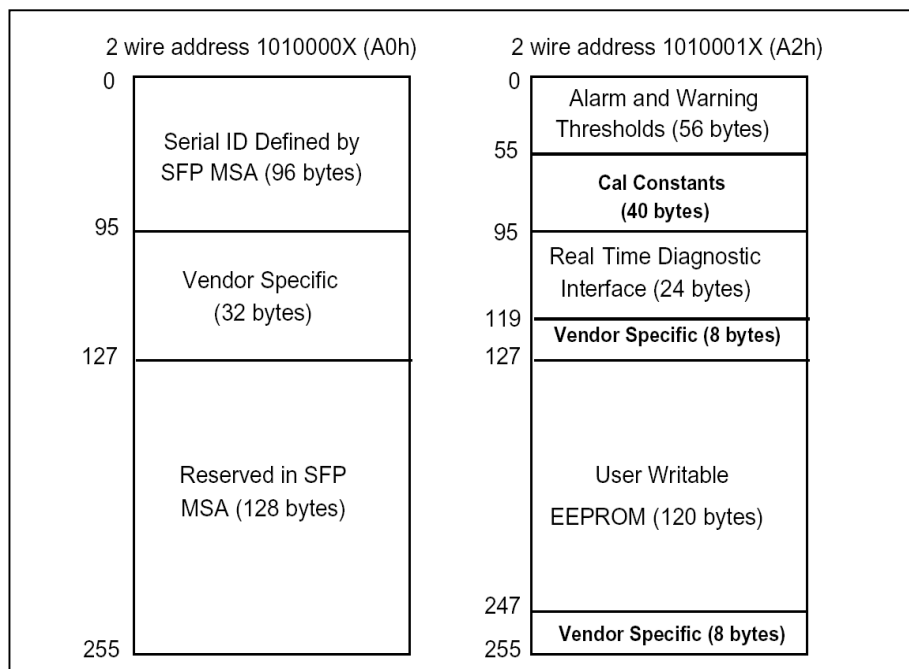 2 wire address 1010000X (A0h)
0
Serial ID Defined by
SFP MSA (96 bytes)
95
Vendor Specific
(32 bytes)
127
Reserved in SFP
MSA (128 bytes)
255
2 wire address 1010001X (A2h)
0
Alarm and Warning
Thresholds (56 bytes)
55
Cal Constants
(40 bytes)
95
Real Time Diagnostic
Interface (24 bytes)
119
Vendor Specific (8 bytes)
127
User Writable
EEPROM (120 bytes)
247
Vendor Specific (8 bytes)
255